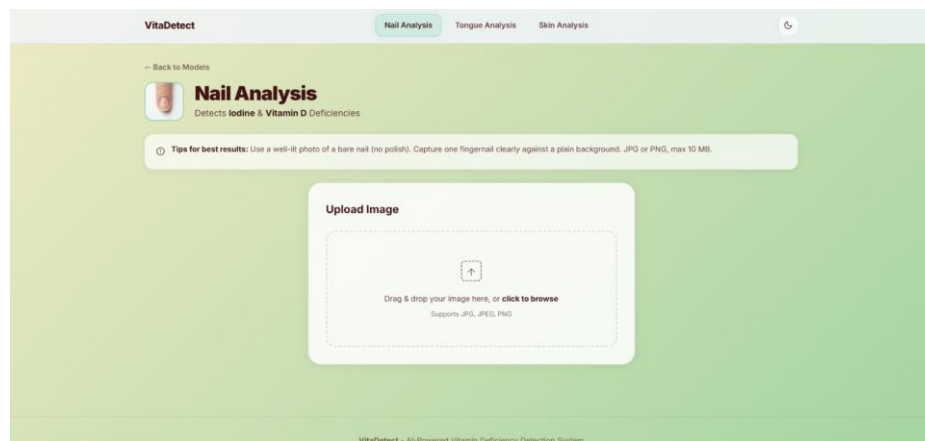 VitaDetect
Nail Analysis
Tongue Analysis
Skin Analysis
← Back to Models
Nail Analysis
Detects Iodine & Vitamin D Deficiencies
Tips for best results: Use a well-lit photo of a bare nail (no polish). Capture one fingernail clearly against a plain background. JPG or PNG, max 10 MB.
Upload Image
Drag & drop your image here, or click to browse
Supports JPG, JPEG, PNG
VitaDetect - AI-Powered Vitamin Deficiency Detection System